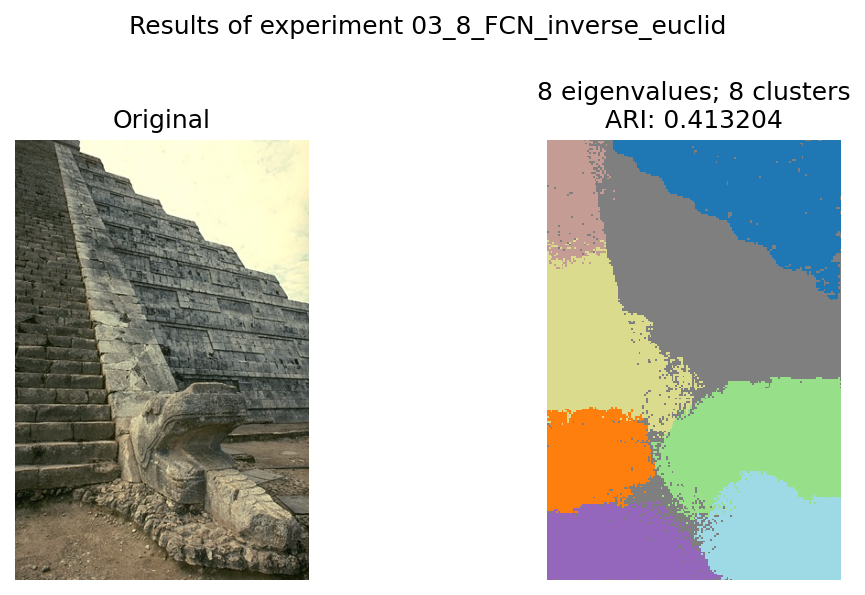 Results of experiment 03_8_FCN_inverse_euclid
Original
8 eigenvalues; 8 clusters
ARI: 0.413204